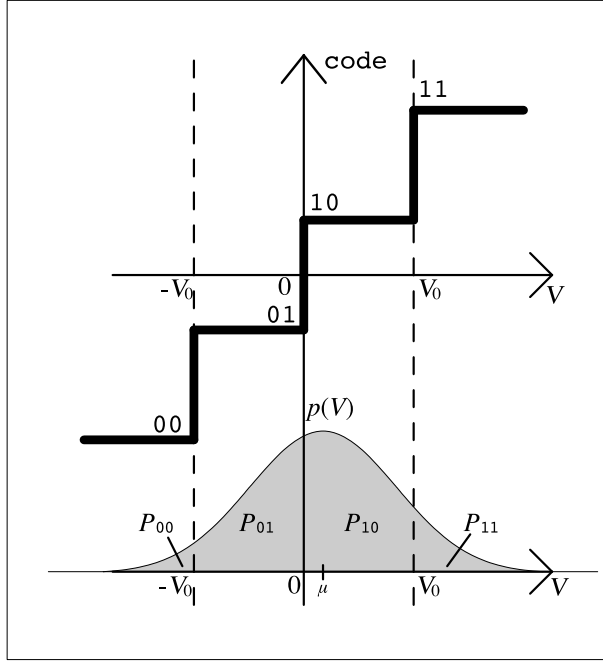 code
11
10
-V₀ 0 V₀ V
01
00
p(V)
P₀₀ P₀₁ P₁₀ P₁₁
-V₀ 0 μ V₀ V